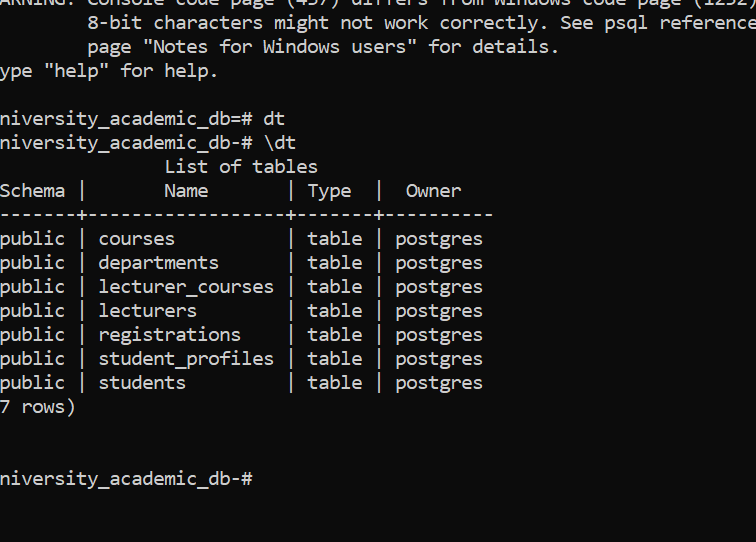 ARNING: Console code page (437) differs from Windows code page (1252)
        8-bit characters might not work correctly. See psql reference
        page "Notes for Windows users" for details.
ype "help" for help.

niversity_academic_db=# dt
niversity_academic_db-# \dt
               List of tables
Schema |       Name       | Type  |  Owner
-------+------------------+-------+----------
public | courses          | table | postgres
public | departments      | table | postgres
public | lecturer_courses | table | postgres
public | lecturers        | table | postgres
public | registrations    | table | postgres
public | student_profiles | table | postgres
public | students         | table | postgres
7 rows)

niversity_academic_db-#